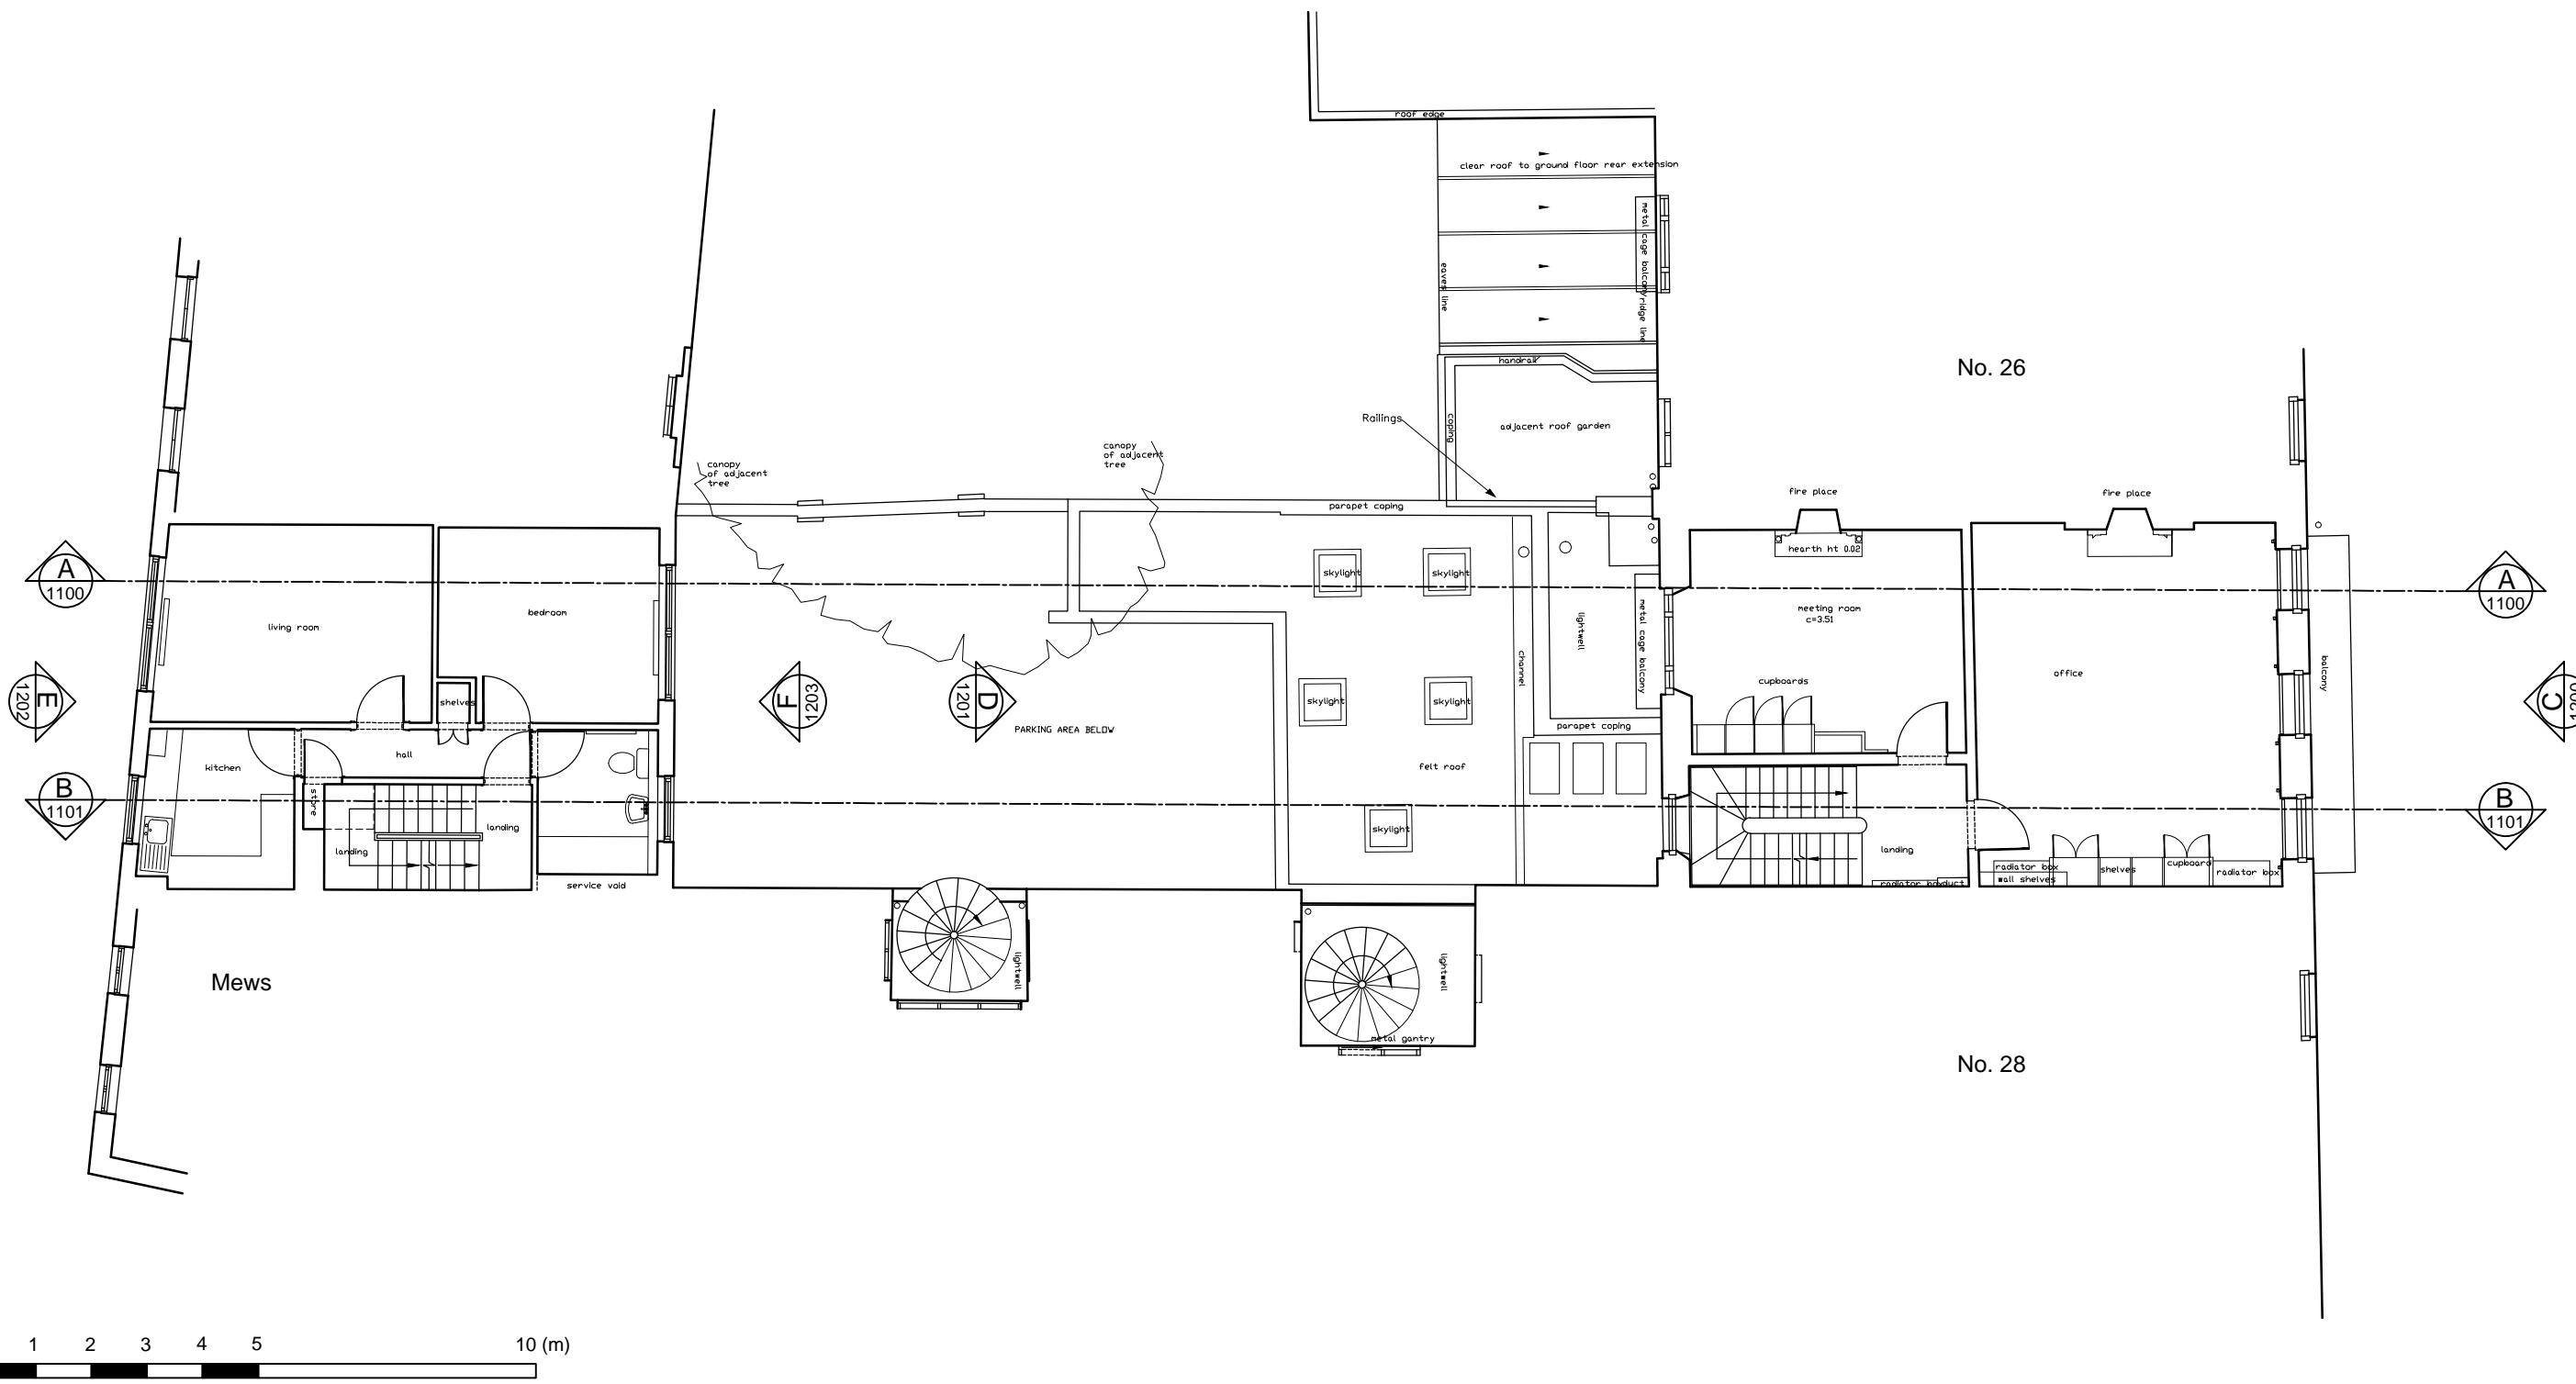 roof edge
clear roof to ground floor rear extension
metal cage balcony
ridge line
eaves line
handrail
No. 26
Railings
coping
adjacent roof garden
canopy
of adjacent
tree
canopy
of adjacent
tree
parapet coping
fire place
fire place
hearth ht 0.02
A
1100
A
1100
skylight
skylight
living room
bedroom
lightwell
metal cage balcony
meeting room
c=3.51
channel
balcony
office
cupboards
E
1202
F
1203
D
1201
C
1200
shelves
skylight
skylight
PARKING AREA BELOW
parapet coping
hall
kitchen
felt roof
B
1101
B
1101
store
landing
landing
skylight
landing
service void
radiator box
duct
radiator box
wall shelves
shelves
cupboard
radiator box
lightwell
lightwell
metal gantry
Mews
No. 28
1 2 3 4 5 10 (m)